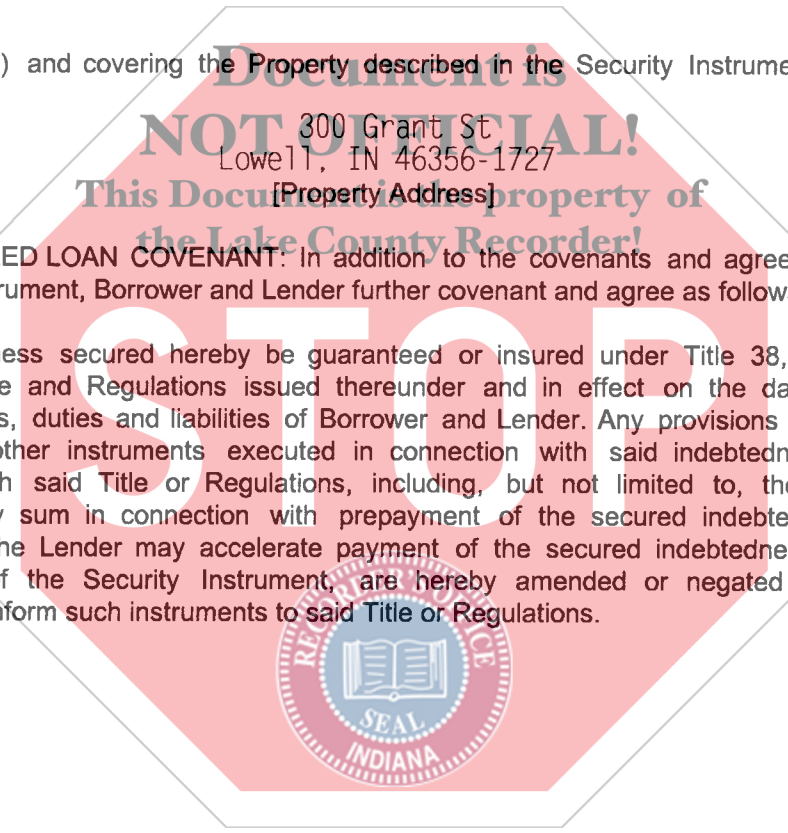 ) and covering the Property described in the Security Instrume
Document is
NOT OFFICIAL!
300 Grant St
Lowell, IN 46356-1727
This Document is the property of
[Property Address]
the Lake County Recorder!
ED LOAN COVENANT: In addition to the covenants and agree
rument, Borrower and Lender further covenant and agree as follow
STOP
ness secured hereby be guaranteed or insured under Title 38,
e and Regulations issued thereunder and in effect on the da
s, duties and liabilities of Borrower and Lender. Any provisions
other instruments executed in connection with said indebtedn
h said Title or Regulations, including, but not limited to, the
y sum in connection with prepayment of the secured indebte
he Lender may accelerate payment of the secured indebtedne
f the Security Instrument, are hereby amended or negated
nform such instruments to said Title or Regulations.
RECORDER'S OFFICE
SEAL
INDIANA